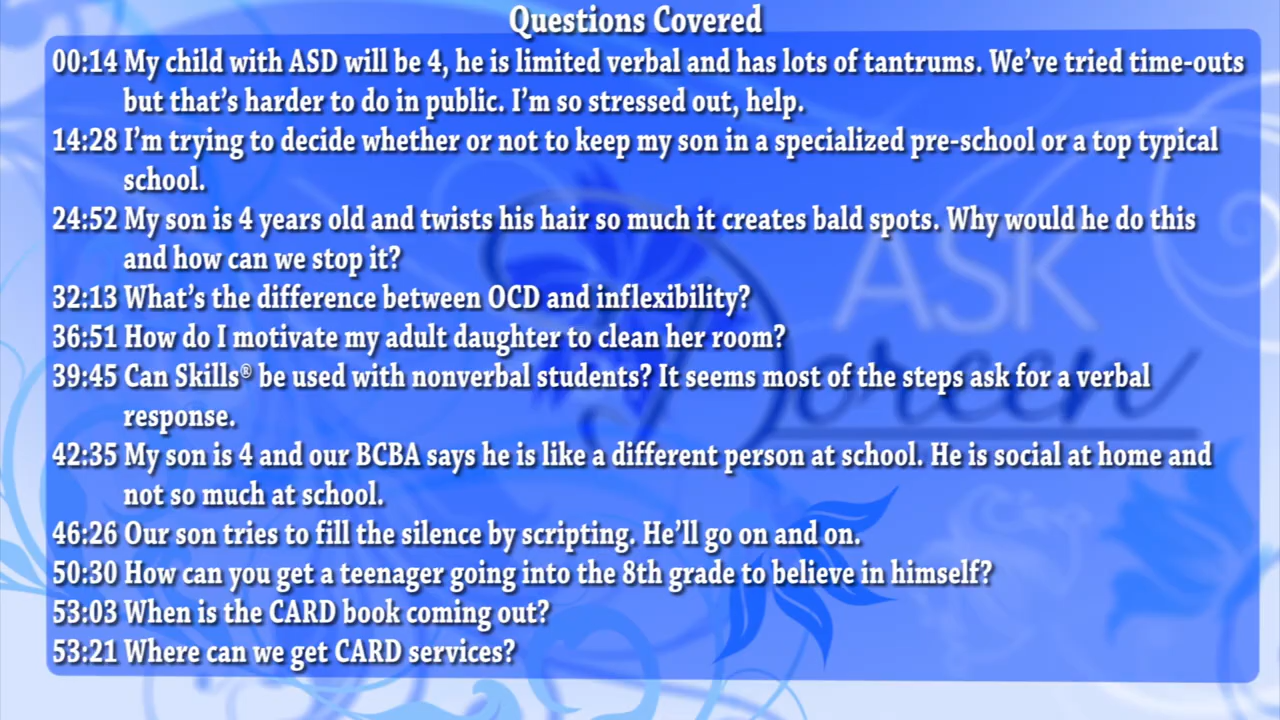 Questions Covered
00:14 My child with ASD will be 4, he is limited verbal and has lots of tantrums. We've tried time-outs
but that's harder to do in public. I'm so stressed out, help.
14:28 I'm trying to decide whether or not to keep my son in a specialized pre-school or a top typical
school.
24:52 My son is 4 years old and twists his hair so much it creates bald spots. Why would he do this
and how can we stop it?
32:13 What's the difference between OCD and inflexibility?
36:51 How do I motivate my adult daughter to clean her room?
39:45 Can Skills® be used with nonverbal students? It seems most of the steps ask for a verbal
response.
42:35 My son is 4 and our BCBA says he is like a different person at school. He is social at home and
not so much at school.
46:26 Our son tries to fill the silence by scripting. He'll go on and on.
50:30 How can you get a teenager going into the 8th grade to believe in himself?
53:03 When is the CARD book coming out?
53:21 Where can we get CARD services?
ASK
Doreen